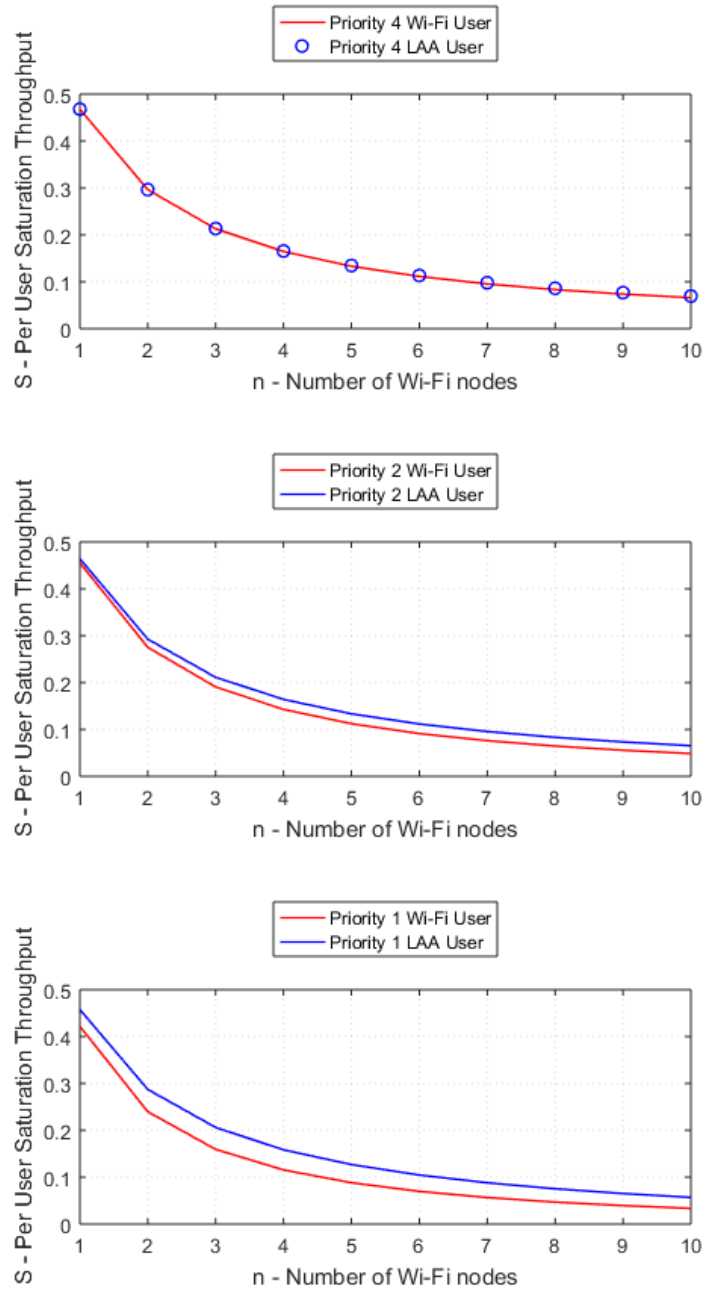 Priority 4 Wi-Fi User
Priority 4 LAA User
S - Per User Saturation Throughput
0.5
0.4
0.3
0.2
0.1
0
1 2 3 4 5 6 7 8 9 10
n - Number of Wi-Fi nodes
Priority 2 Wi-Fi User
Priority 2 LAA User
S - Per User Saturation Throughput
0.5
0.4
0.3
0.2
0.1
0
1 2 3 4 5 6 7 8 9 10
n - Number of Wi-Fi nodes
Priority 1 Wi-Fi User
Priority 1 LAA User
S - Per User Saturation Throughput
0.5
0.4
0.3
0.2
0.1
0
1 2 3 4 5 6 7 8 9 10
n - Number of Wi-Fi nodes